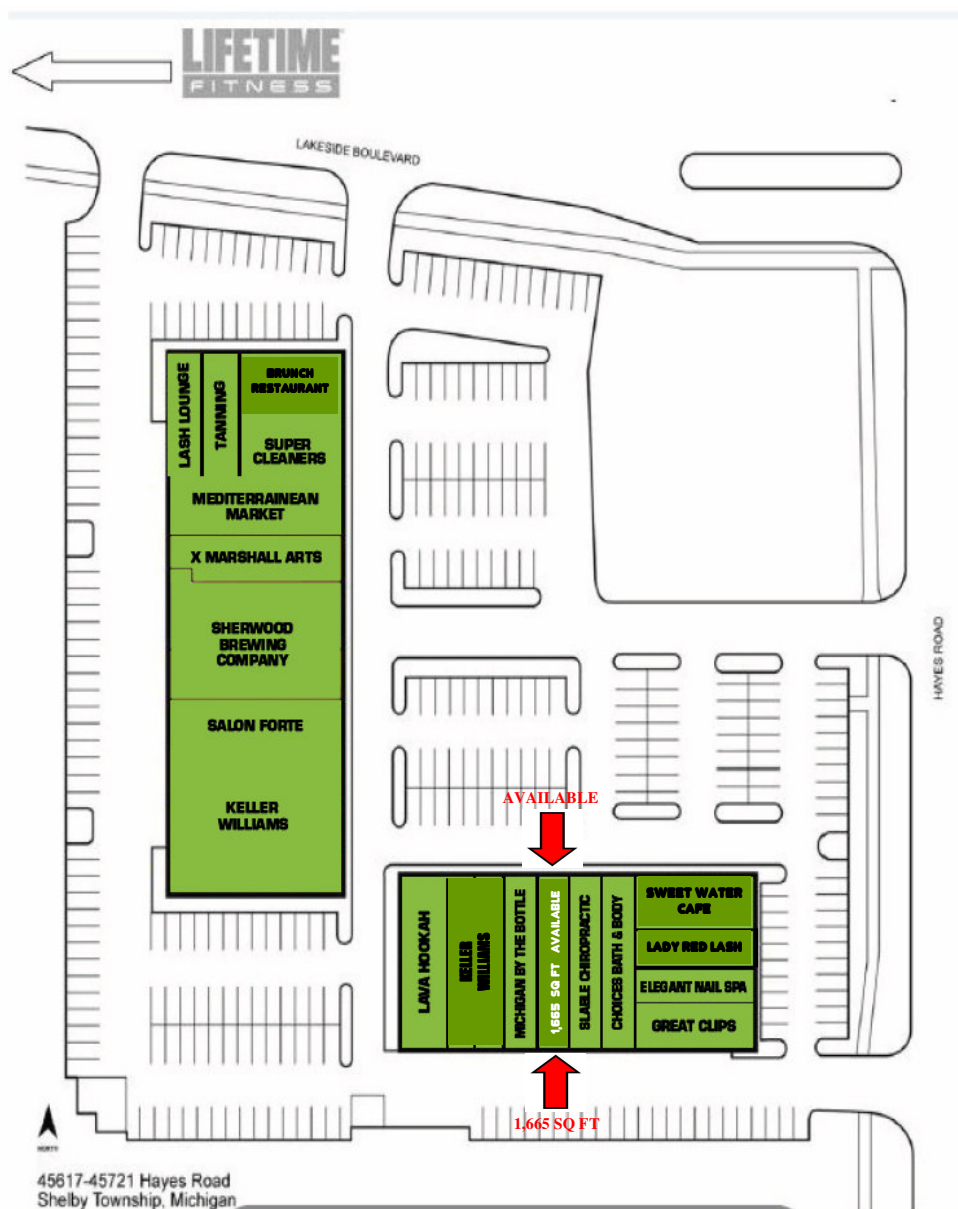 LIFETIME
FITNESS
LAKESIDE BOULEVARD
LASH LOUNGE
TANNING
BRUNCH
RESTAURANT
SUPER
CLEANERS
MEDITERRAINEAN
MARKET
X MARSHALL ARTS
SHERWOOD
BREWING
COMPANY
SALON FORTE
KELLER
WILLIAMS
HAYES ROAD
AVAILABLE
LAVA HOOKAH
KELLER
WILLIAMS
MICHIGAN BY THE BOTTLE
1,665 SQ FT AVAILABLE
SLABLE CHIROPRACTIC
CHOICES BATH & BODY
SWEET WATER
CAFE
LADY RED LASH
ELEGANT NAIL SPA
GREAT CLIPS
1,665 SQ FT
NORTH
45617-45721 Hayes Road
Shelby Township, Michigan